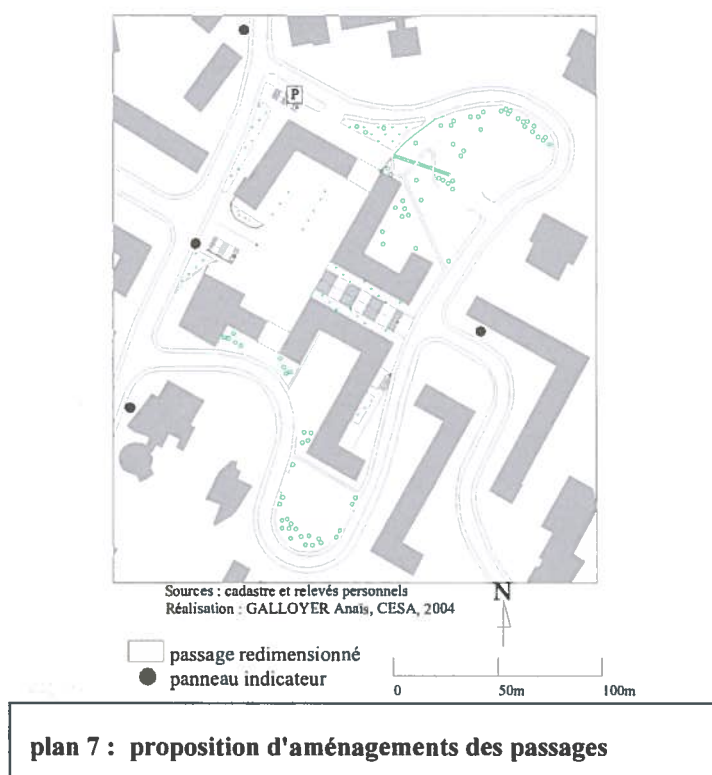 P
Sources : cadastre et relevés personnels
Réalisation : GALLOYER Anaïs, CESA, 2004
N
passage redimensionné
panneau indicateur
0 50m 100m
plan 7 : proposition d'aménagements des passages